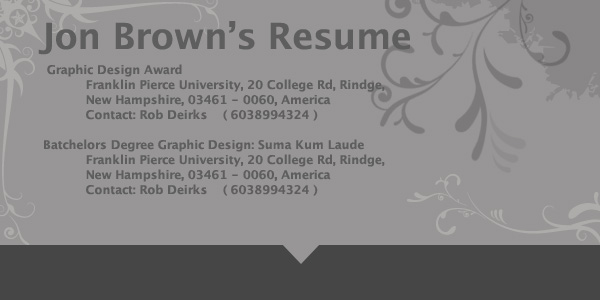 Jon Brown’s Resume
Graphic Design Award
Franklin Pierce University, 20 College Rd, Rindge,
New Hampshire, 03461 - 0060, America
Contact: Rob Deirks ( 6038994324 )
Batchelors Degree Graphic Design: Suma Kum Laude
Franklin Pierce University, 20 College Rd, Rindge,
New Hampshire, 03461 - 0060, America
Contact: Rob Deirks ( 6038994324 )